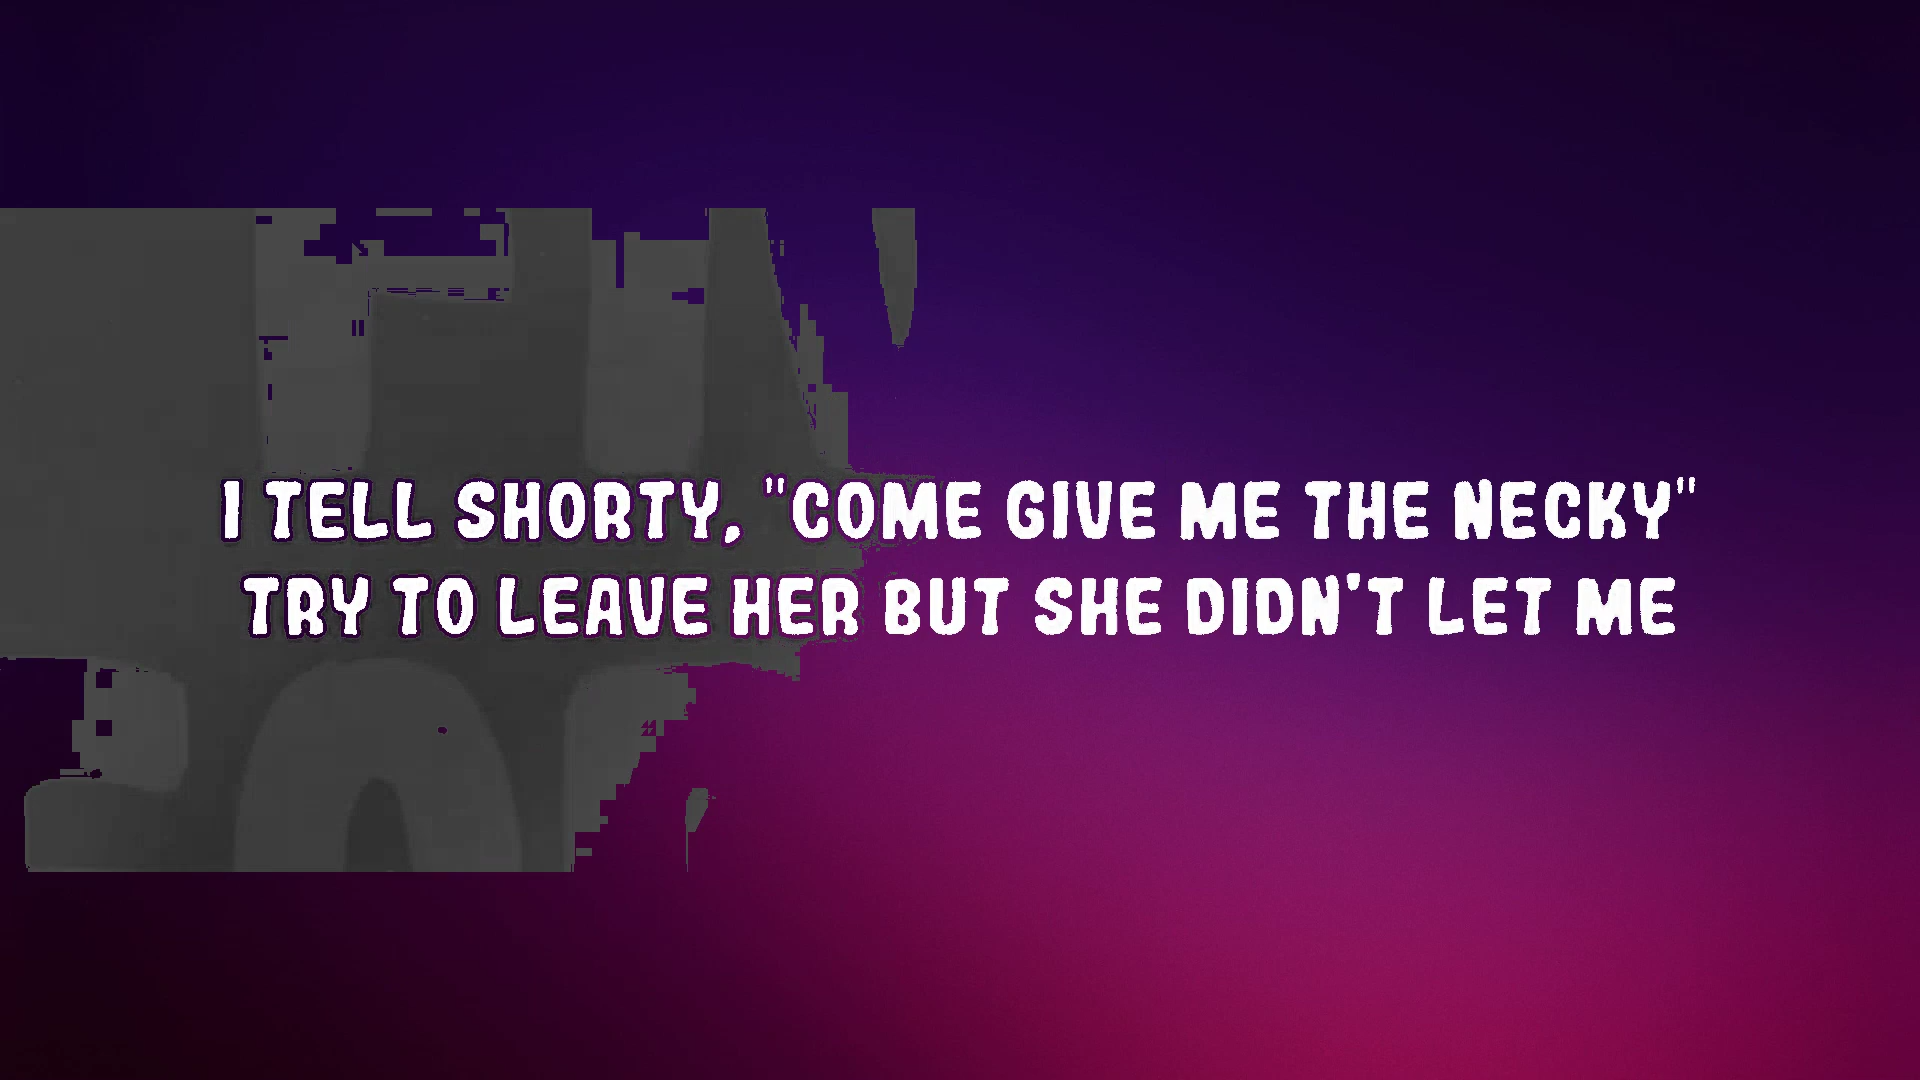 I TELL SHORTY, "COME GIVE ME THE NECKY"
TRY TO LEAVE HER BUT SHE DIDN'T LET ME